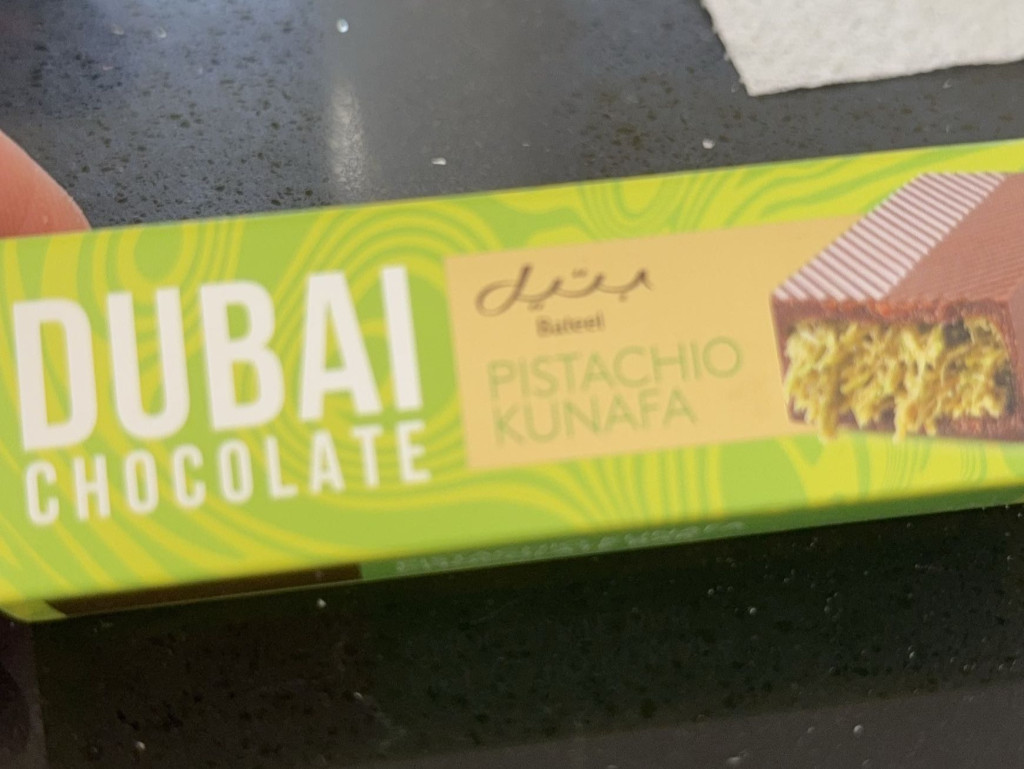 DUBAI
CHOCOLATE
بتيل
Bateel
PISTACHIO
KUNAFA